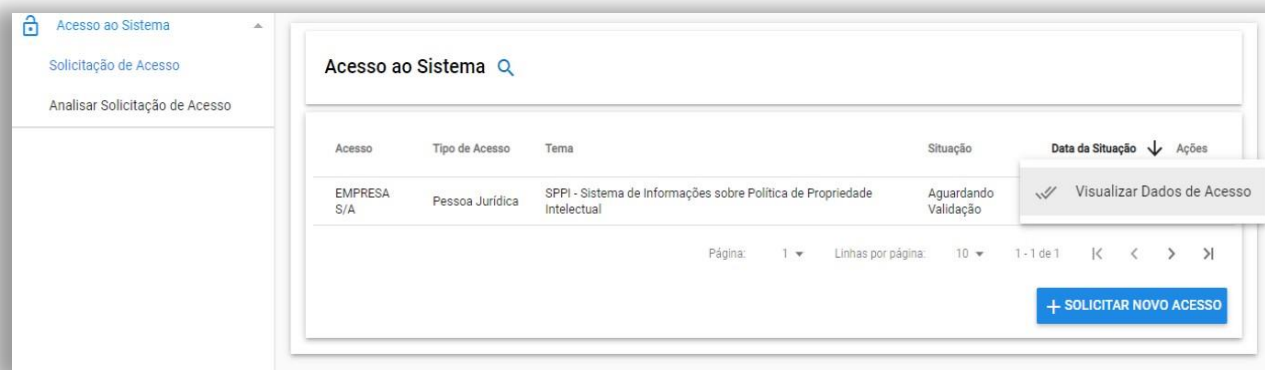 Acesso ao Sistema
Solicitação de Acesso
Analisar Solicitação de Acesso
Acesso ao Sistema
Acesso Tipo de Acesso Tema Situação Data da Situação Ações
EMPRESA S/A Pessoa Jurídica SPPI - Sistema de Informações sobre Política de Propriedade Intelectual Aguardando Validação
Visualizar Dados de Acesso
Página: 1 Linhas por página: 10 1 - 1 de 1
+ SOLICITAR NOVO ACESSO